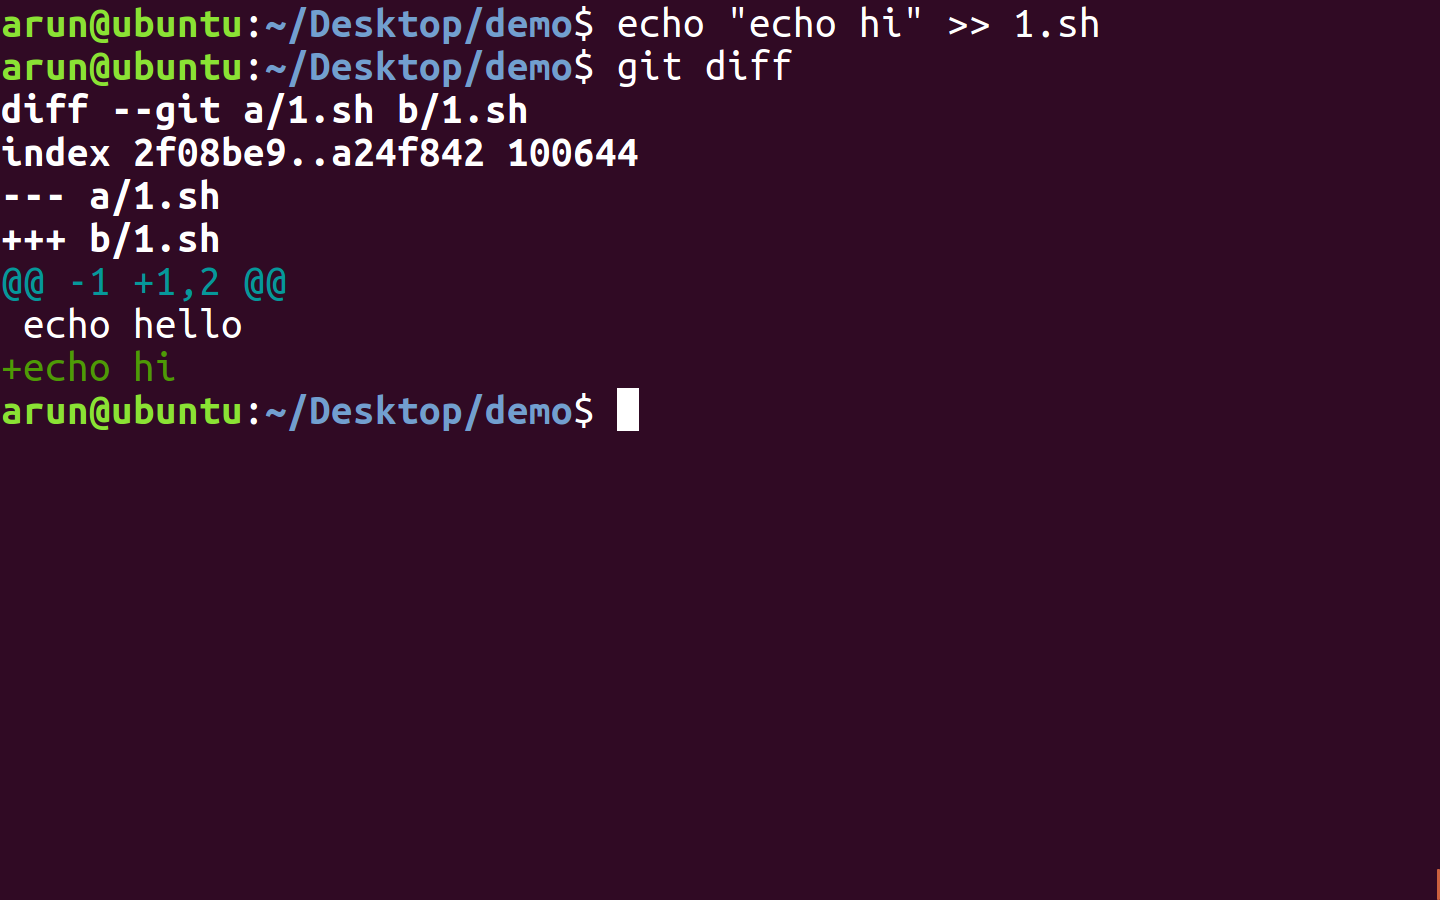 arun@ubuntu:~/Desktop/demo$ echo "echo hi" >> 1.sh
arun@ubuntu:~/Desktop/demo$ git diff
diff --git a/1.sh b/1.sh
index 2f08be9..a24f842 100644
--- a/1.sh
+++ b/1.sh
@@ -1 +1,2 @@
 echo hello
+echo hi
arun@ubuntu:~/Desktop/demo$